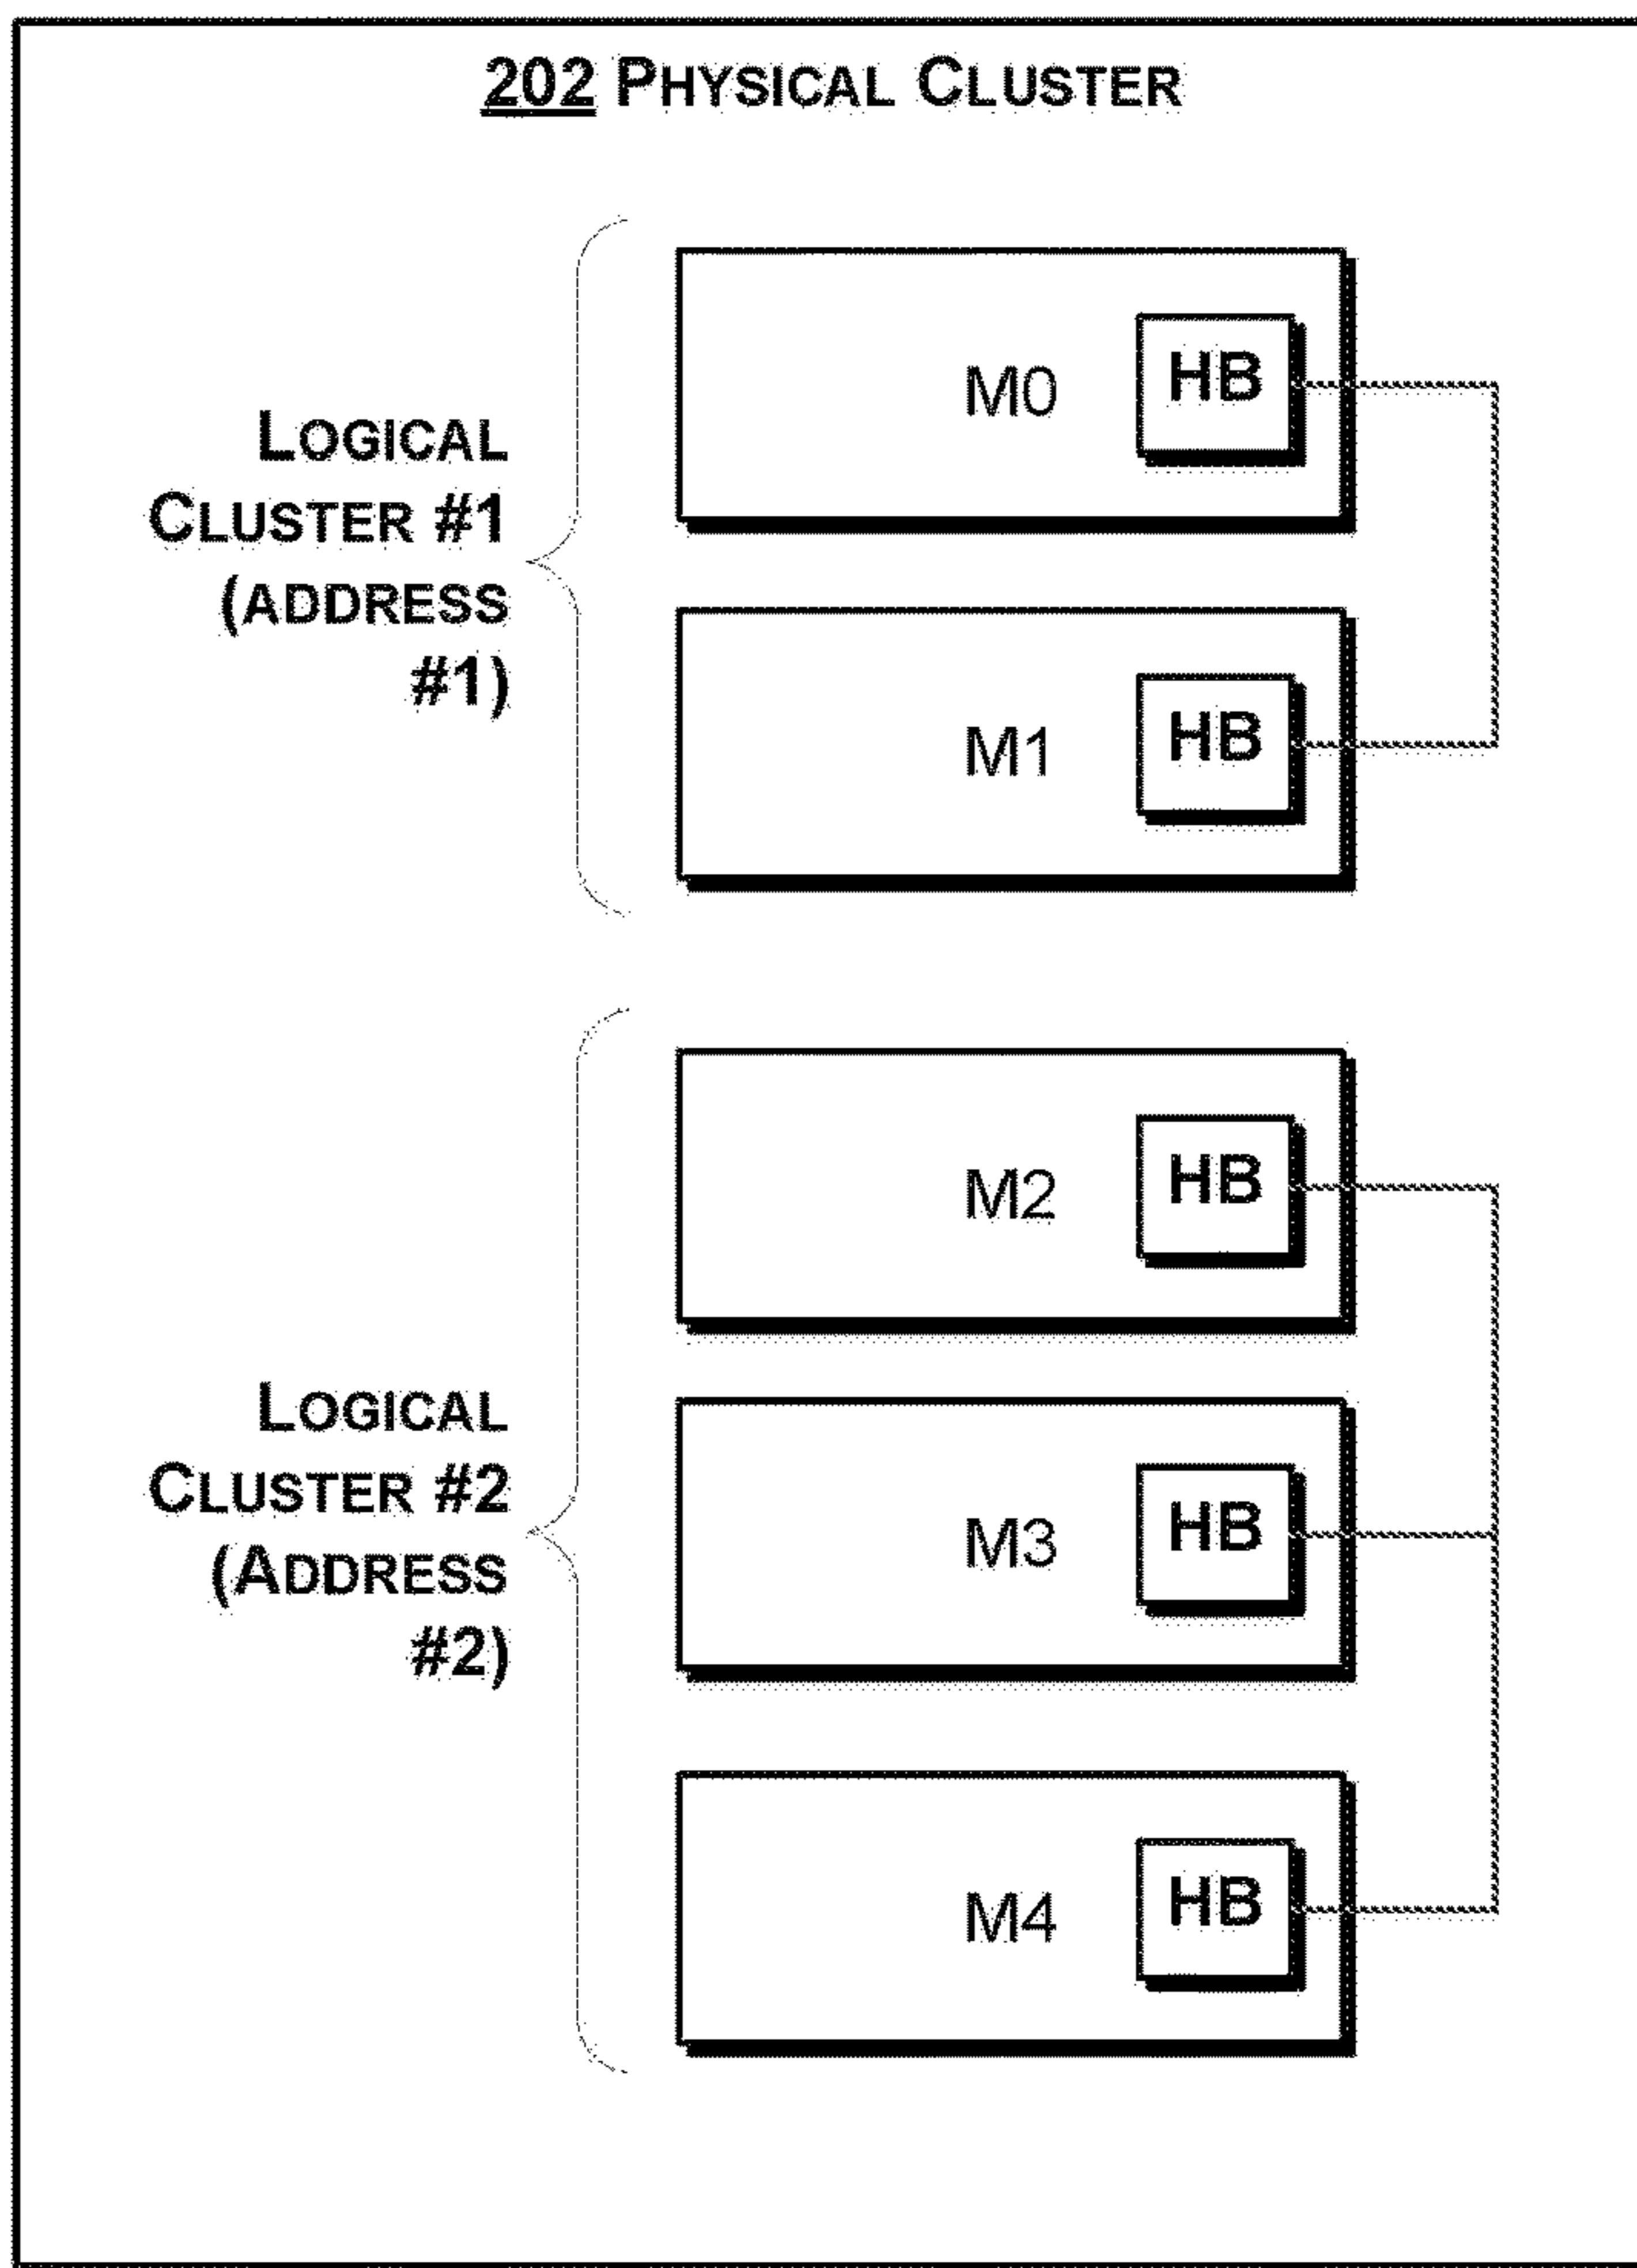 202 PHYSICAL CLUSTER
LOGICAL
CLUSTER #1
(ADDRESS
#1)
M0
HB
M1
HB
LOGICAL
CLUSTER #2
(ADDRESS
#2)
M2
HB
M3
HB
M4
HB